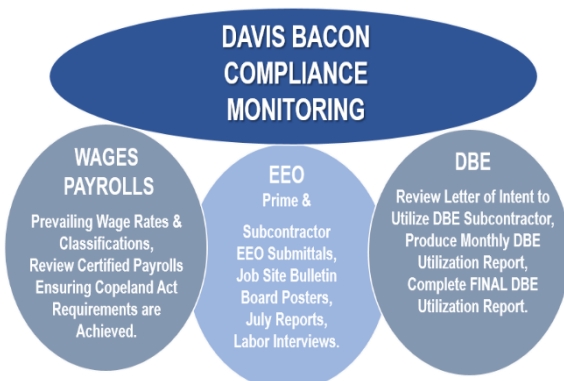 DAVIS BACON
COMPLIANCE
MONITORING
WAGES
PAYROLLS
Prevailing Wage Rates &
Classifications,
Review Certified Payrolls
Ensuring Copeland Act
Requirements are
Achieved.
EEO
Prime &
Subcontractor
EEO Submittals,
Job Site Bulletin
Board Posters,
July Reports,
Labor Interviews.
DBE
Review Letter of Intent to
Utilize DBE Subcontractor,
Produce Monthly DBE
Utilization Report,
Complete FINAL DBE
Utilization Report.